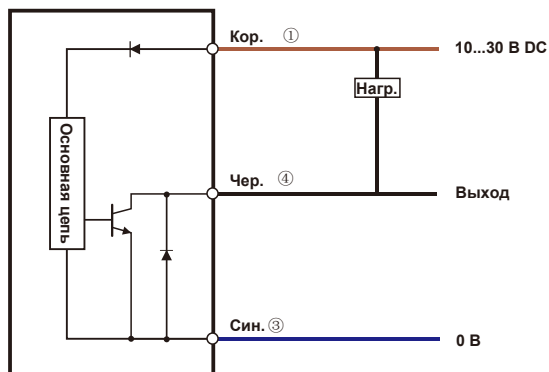 Кор. ①
10...30 В DC
Нагр.
Основная цепь
Чер. ④
Выход
Син. ③
0 В